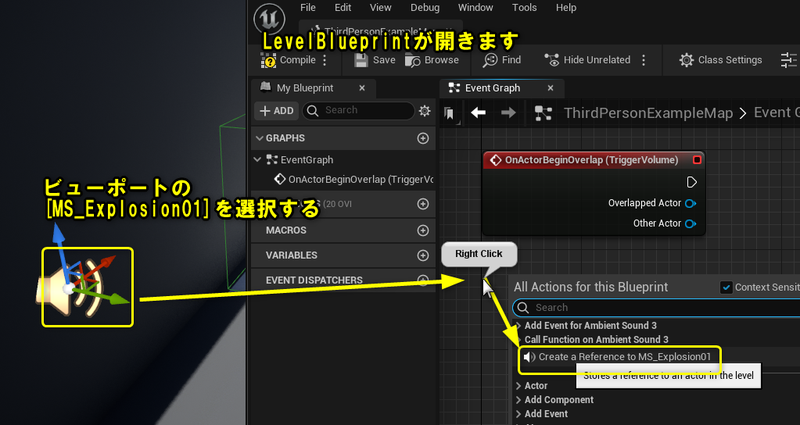 File
Edit
View
Debug
Window
Tools
Help
ThirdPersonExampleMap
LevelBlueprintが開きます
Compile
Save
Browse
Find
Hide Unrelated
Class Settings
My Blueprint
Event Graph
ADD
Search
ThirdPersonExampleMap > Event G
GRAPHS
EventGraph
OnActorBeginOverlap (TriggerVo
(20 OVI
MACROS
VARIABLES
EVENT DISPATCHERS
OnActorBeginOverlap (TriggerVolume)
Overlapped Actor
Other Actor
ビューポートの
[MS_Explosion01]を選択する
Right Click
All Actions for this Blueprint
Context Sensit
Search
Add Event for Ambient Sound 3
Call Function on Ambient Sound 3
Create a Reference to MS_Explosion01
Stores a reference to an actor in the level
Actor
Add Component
Add Event